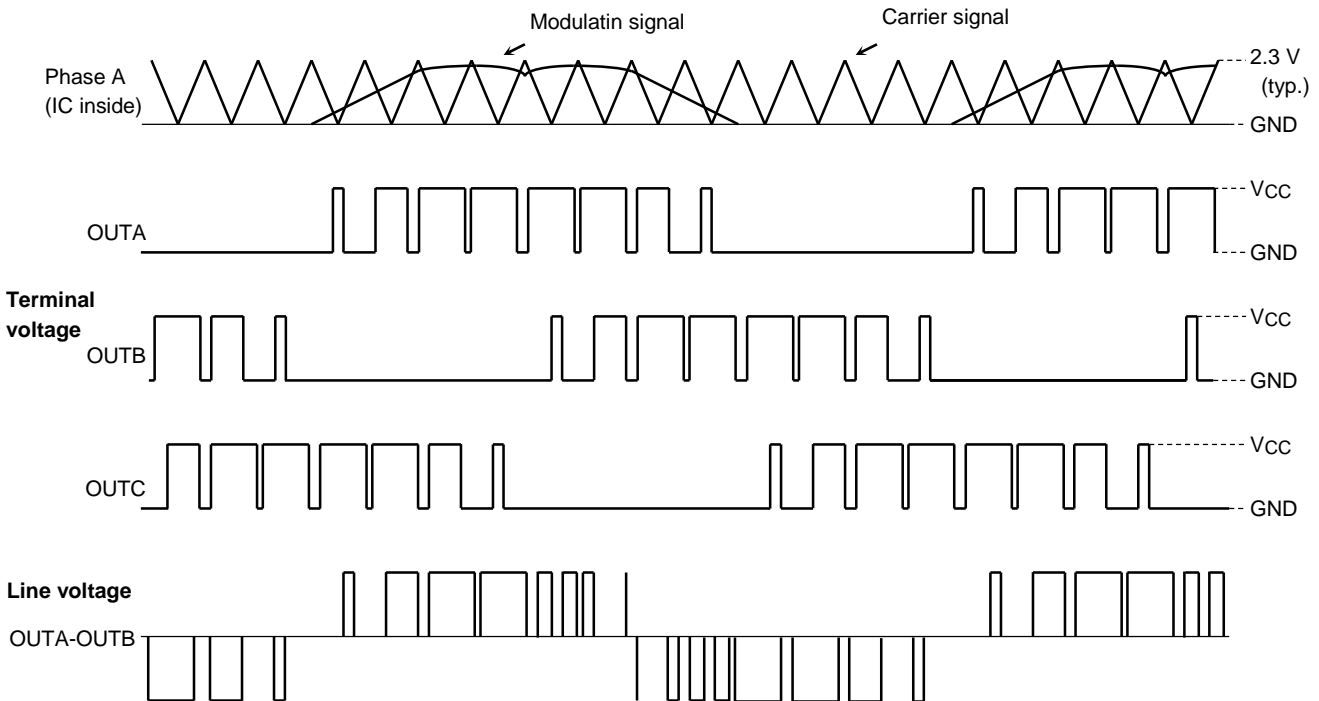 Modulatin signal
Carrier signal
Phase A
(IC inside)
2.3 V
(typ.)
GND
OUTA
VCC
GND
Terminal
voltage
OUTB
VCC
GND
OUTC
VCC
GND
Line voltage
OUTA-OUTB